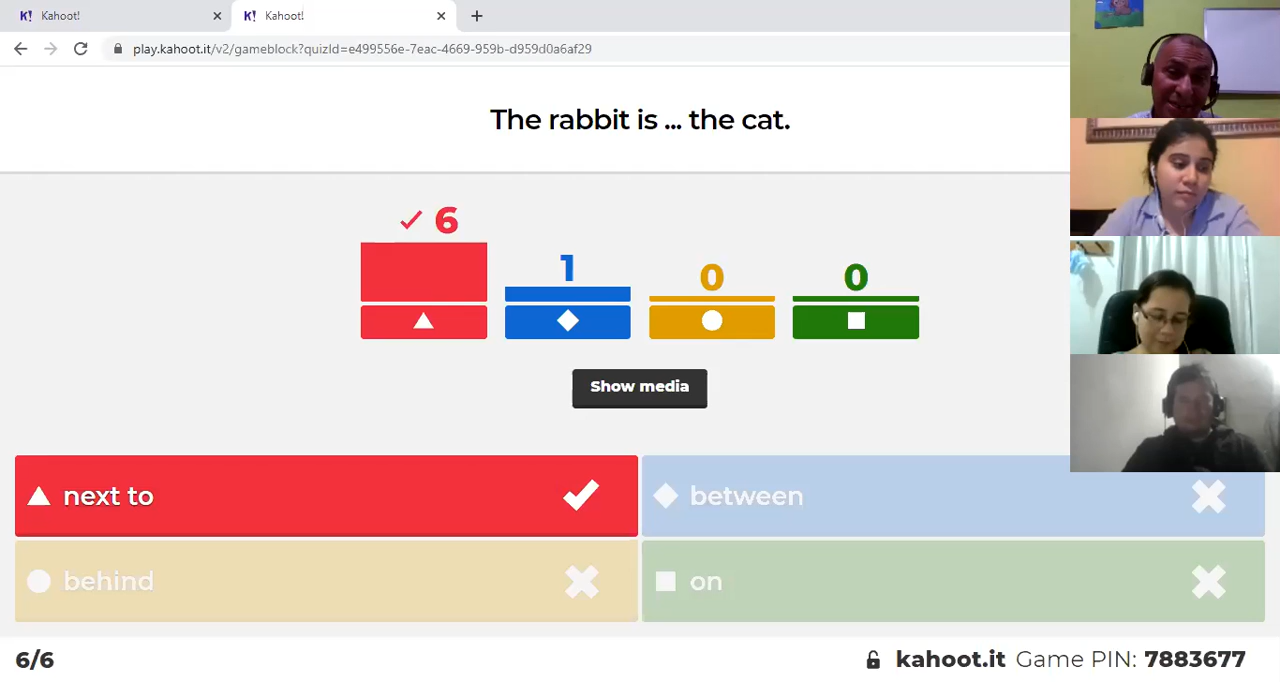 K! Kahoot!
K! Kahoot!
play.kahoot.it/v2/gameblock?quizId=e499556e-7eac-4669-959b-d959d0a6af29
The rabbit is ... the cat.
6
1
0
0
Show media
next to
between
behind
on
6/6
kahoot.it Game PIN: 7883677